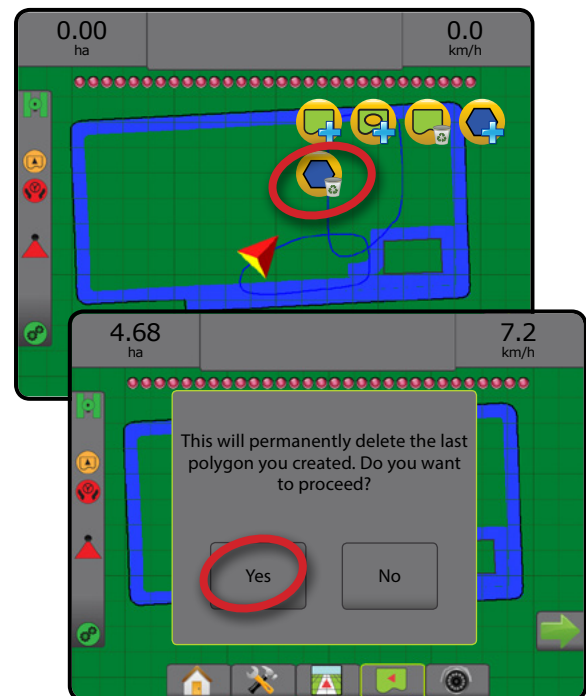 0.00
ha
0.0
km/h
4.68
ha
7.2
km/h
This will permanently delete the last
polygon you created. Do you want
to proceed?
Yes
No